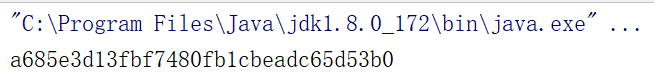 "C:\Program Files\Java\jdk1.8.0_172\bin\java.exe" ...
a685e3d13fbf7480fb1cbeadc65d53b0